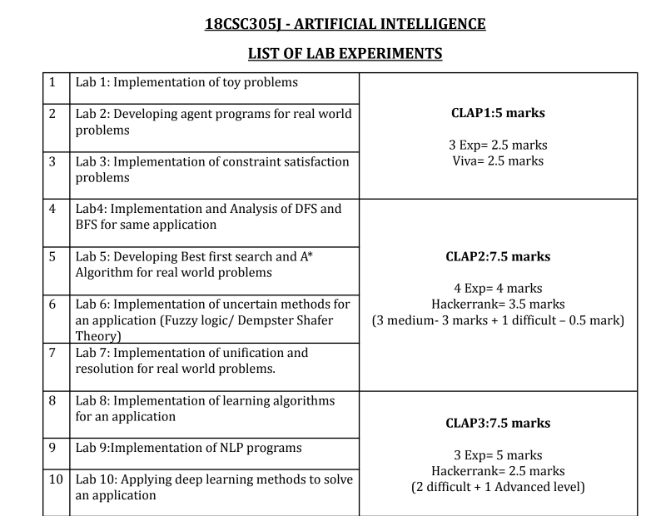 18CSC305J - ARTIFICIAL INTELLIGENCE
LIST OF LAB EXPERIMENTS
1 Lab 1: Implementation of toy problems
2 Lab 2: Developing agent programs for real world
problems
3 Lab 3: Implementation of constraint satisfaction
problems
CLAP1:5 marks
3 Exp= 2.5 marks
Viva= 2.5 marks
4 Lab4: Implementation and Analysis of DFS and
BFS for same application
5 Lab 5: Developing Best first search and A*
Algorithm for real world problems
6 Lab 6: Implementation of uncertain methods for
an application (Fuzzy logic/ Dempster Shafer
Theory)
7 Lab 7: Implementation of unification and
resolution for real world problems.
CLAP2:7.5 marks
4 Exp= 4 marks
Hackerrank= 3.5 marks
(3 medium- 3 marks + 1 difficult – 0.5 mark)
8 Lab 8: Implementation of learning algorithms
for an application
9 Lab 9:Implementation of NLP programs
10 Lab 10: Applying deep learning methods to solve
an application
CLAP3:7.5 marks
3 Exp= 5 marks
Hackerrank= 2.5 marks
(2 difficult + 1 Advanced level)